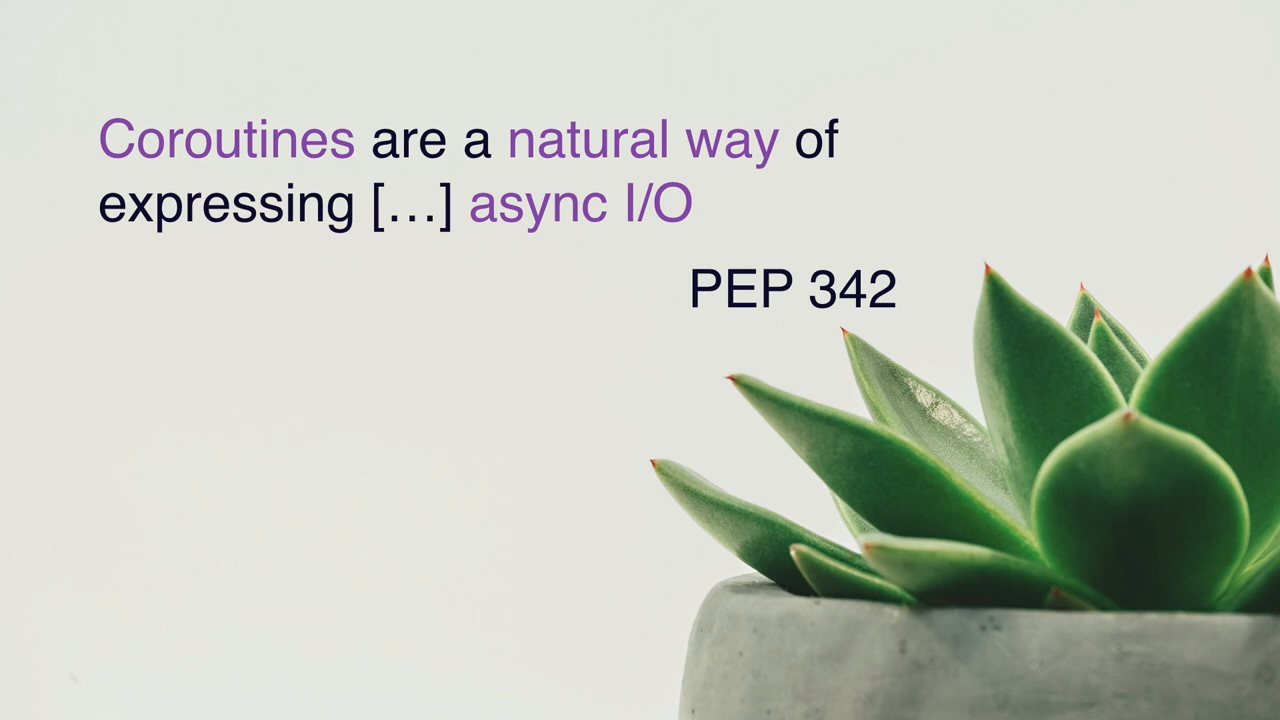 Coroutines are a natural way of
expressing […] async I/O
PEP 342